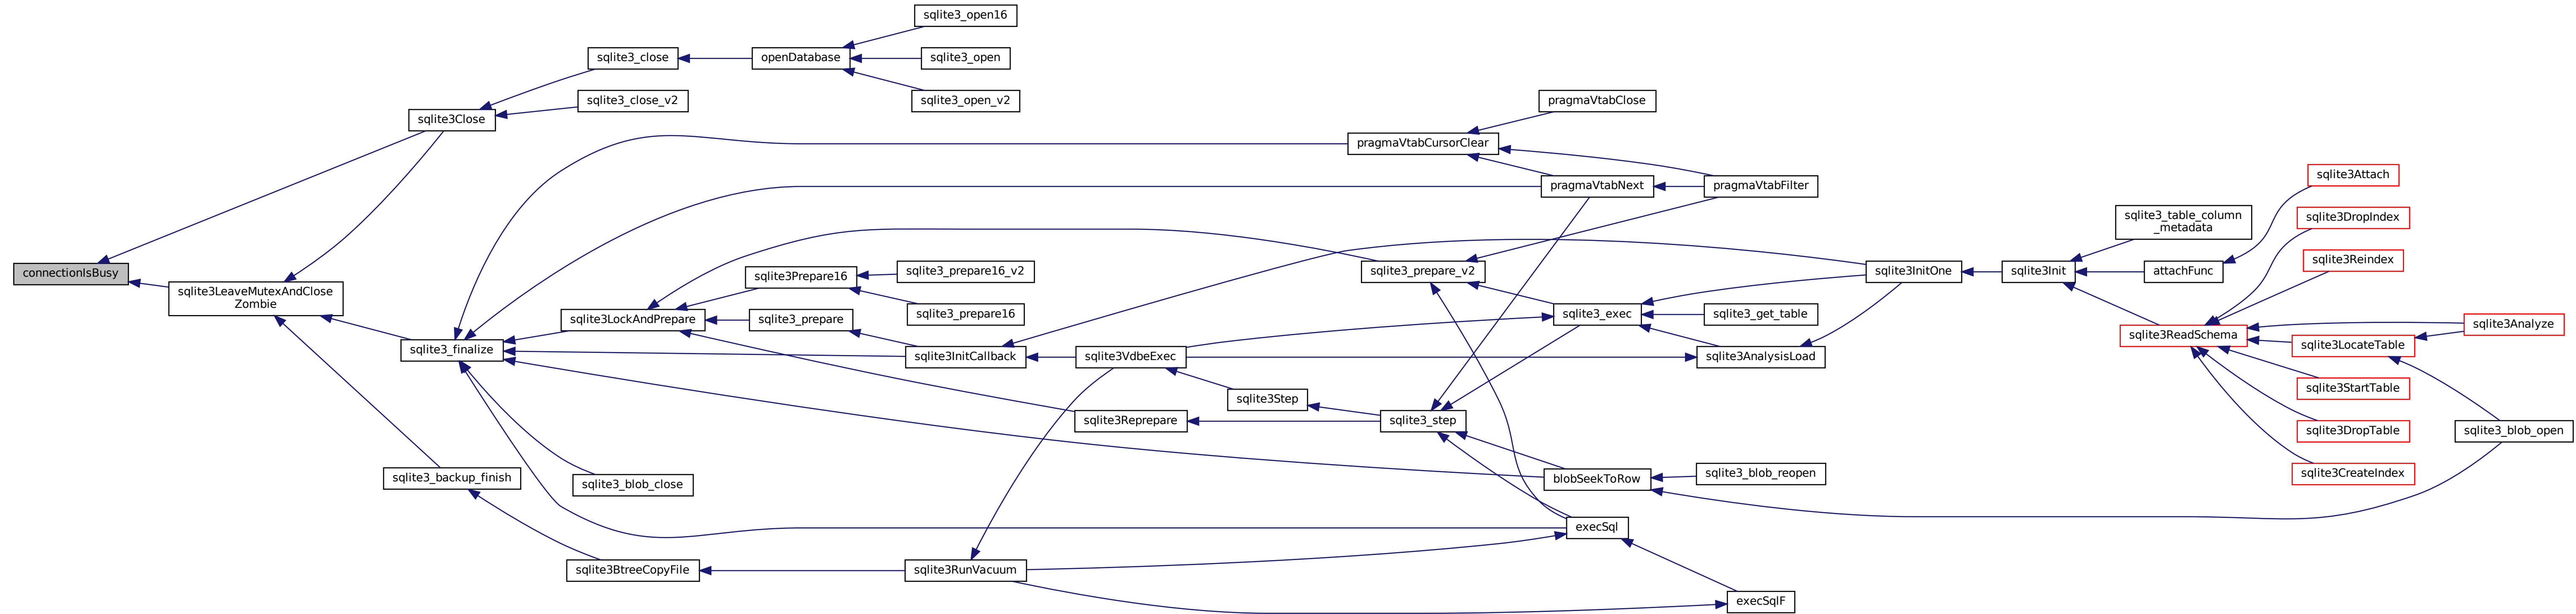 sqlite3_open16
sqlite3_close
openDatabase
sqlite3_open
sqlite3_close_v2
sqlite3_open_v2
pragmaVtabClose
sqlite3Close
pragmaVtabCursorClear
sqlite3Attach
pragmaVtabNext
pragmaVtabFilter
sqlite3_table_column
_metadata
sqlite3DropIndex
sqlite3Reindex
connectionIsBusy
sqlite3Prepare16
sqlite3_prepare16_v2
sqlite3_prepare_v2
sqlite3InitOne
sqlite3Init
attachFunc
sqlite3LeaveMutexAndClose
Zombie
sqlite3LockAndPrepare
sqlite3_prepare
sqlite3_prepare16
sqlite3_exec
sqlite3_get_table
sqlite3ReadSchema
sqlite3Analyze
sqlite3LocateTable
sqlite3_finalize
sqlite3InitCallback
sqlite3VdbeExec
sqlite3AnalysisLoad
sqlite3StartTable
sqlite3Step
sqlite3Reprepare
sqlite3_step
sqlite3DropTable
sqlite3_blob_open
sqlite3_backup_finish
sqlite3_blob_close
blobSeekToRow
sqlite3_blob_reopen
sqlite3CreateIndex
execSql
sqlite3BtreeCopyFile
sqlite3RunVacuum
execSqlF